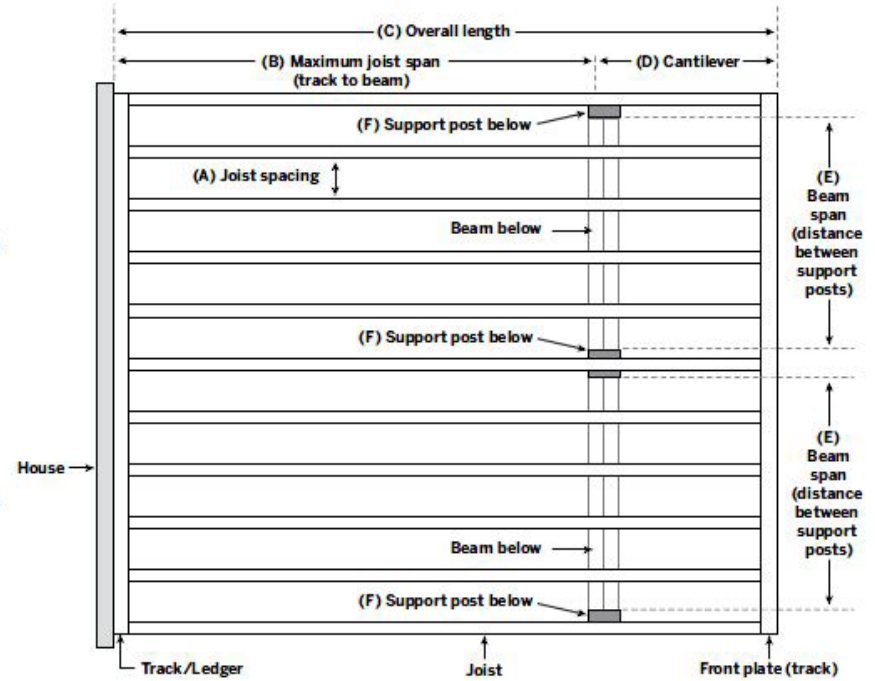 (C) Overall length
(B) Maximum joist span
(track to beam)
(D) Cantilever
(F) Support post below
(A) Joist spacing
(E)
Beam
span
(distance
between
support
posts)
Beam below
(F) Support post below
(E)
Beam
span
(distance
between
support
posts)
House
Beam below
(F) Support post below
Track/Ledger
Joist
Front plate (track)